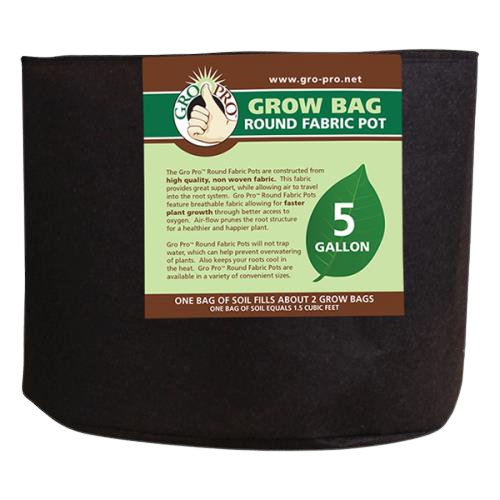 www.gro-pro.net
GRO PRO
GROW BAG
ROUND FABRIC POT
The Gro Pro™ Round Fabric Pots are constructed from
high quality, non woven fabric. This fabric
provides great support, while allowing air to travel
into the root system. Gro Pro™ Round Fabric Pots
feature breathable fabric allowing for faster
plant growth through better access to
oxygen. Air-flow prunes the root structure
for a healthier and happier plant.
Gro Pro™ Round Fabric Pots will not trap
water, which can help prevent overwatering
of plants. Also keeps your roots cool in
the heat. Gro Pro™ Round Fabric Pots are
available in a variety of convenient sizes.
5
GALLON
ONE BAG OF SOIL FILLS ABOUT 2 GROW BAGS
ONE BAG OF SOIL EQUALS 1.5 CUBIC FEET